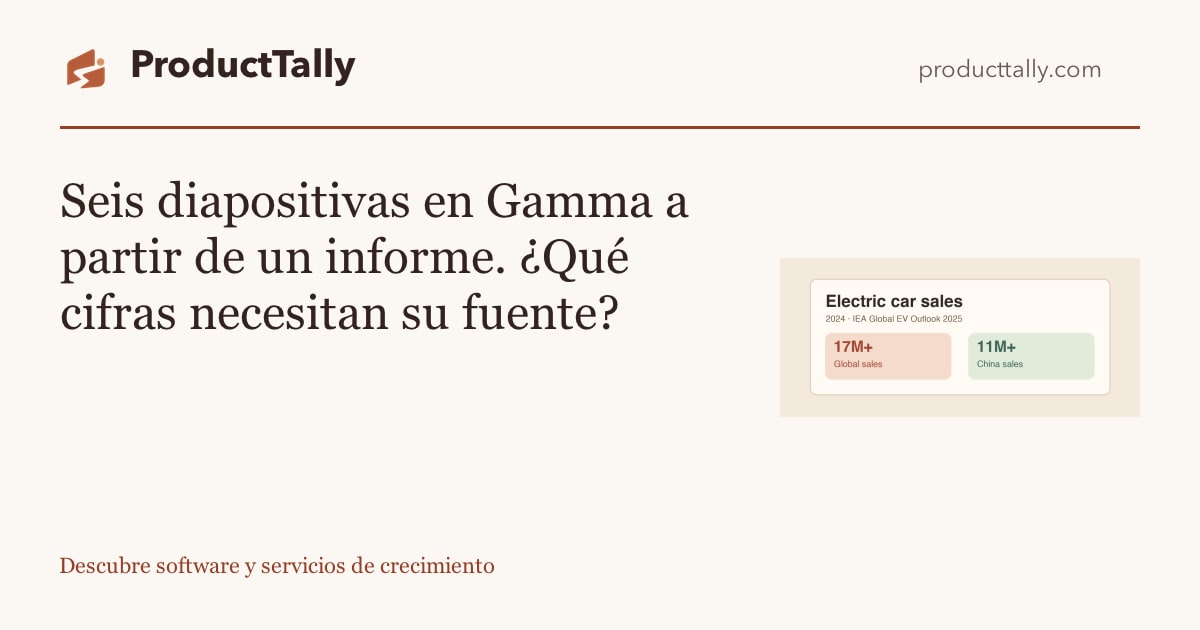 ProductTally
producttally.com
Seis diapositivas en Gamma a
partir de un informe. ¿Qué
cifras necesitan su fuente?
Electric car sales
2024 · IEA Global EV Outlook 2025
17M+
Global sales
11M+
China sales
Descubre software y servicios de crecimiento